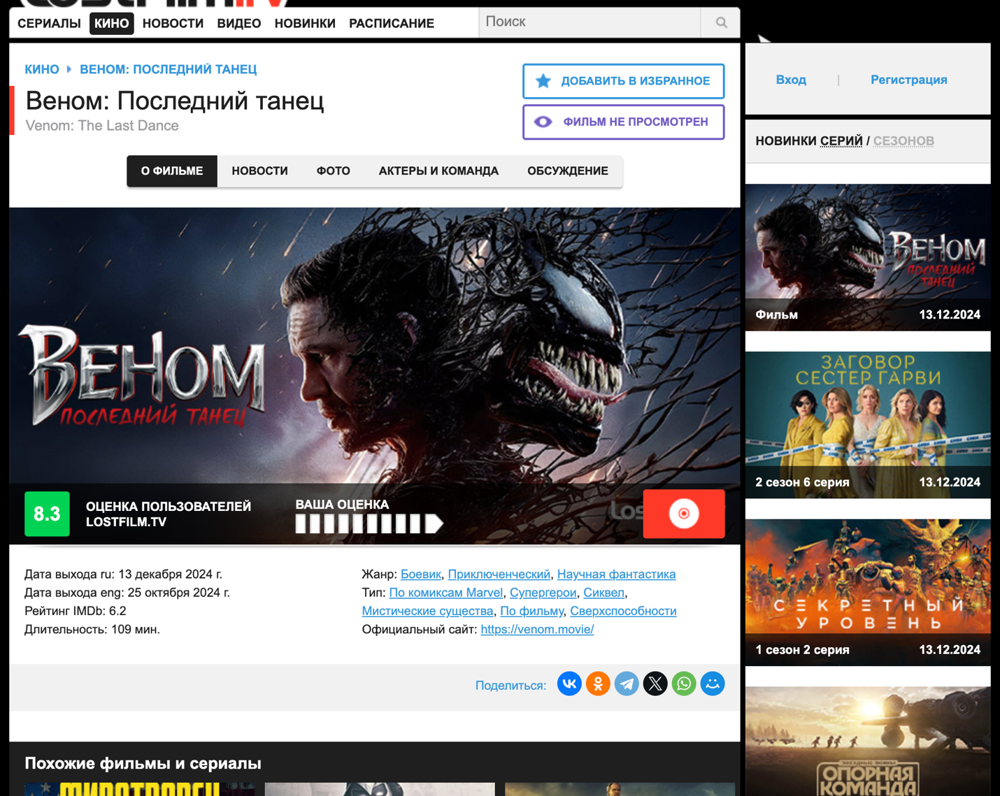 LostFilm.TV
СЕРИАЛЫ КИНО НОВОСТИ ВИДЕО НОВИНКИ РАСПИСАНИЕ Поиск
КИНО ВЕНОМ: ПОСЛЕДНИЙ ТАНЕЦ
Веном: Последний танец
Venom: The Last Dance
ДОБАВИТЬ В ИЗБРАННОЕ
ФИЛЬМ НЕ ПРОСМОТРЕН
О ФИЛЬМЕ НОВОСТИ ФОТО АКТЕРЫ И КОМАНДА ОБСУЖДЕНИЕ
ВЕНОМ
ПОСЛЕДНИЙ ТАНЕЦ
8.3 ОЦЕНКА ПОЛЬЗОВАТЕЛЕЙ
LOSTFILM.TV
ВАША ОЦЕНКА
Дата выхода ru: 13 декабря 2024 г.
Дата выхода eng: 25 октября 2024 г.
Рейтинг IMDb: 6.2
Длительность: 109 мин.
Жанр: Боевик, Приключенческий, Научная фантастика
Тип: По комиксам Marvel, Супергерои, Сиквел,
Мистические существа, По фильму, Сверхспособности
Официальный сайт: https://venom.movie/
Поделиться:
Похожие фильмы и сериалы
МИРОТВОРЕЦ
Вход | Регистрация
НОВИНКИ СЕРИЙ / СЕЗОНОВ
ВЕНОМ
ПОСЛЕДНИЙ
ТАНЕЦ
Фильм 13.12.2024
ЗАГОВОР
СЕСТЕР ГАРВИ
2 сезон 6 серия 13.12.2024
СЕКРЕТНЫЙ
УРОВЕНЬ
1 сезон 2 серия 13.12.2024
ЗВЕЗДНЫЕ ВОЙНЫ
ОПОРНАЯ
КОМАНДА